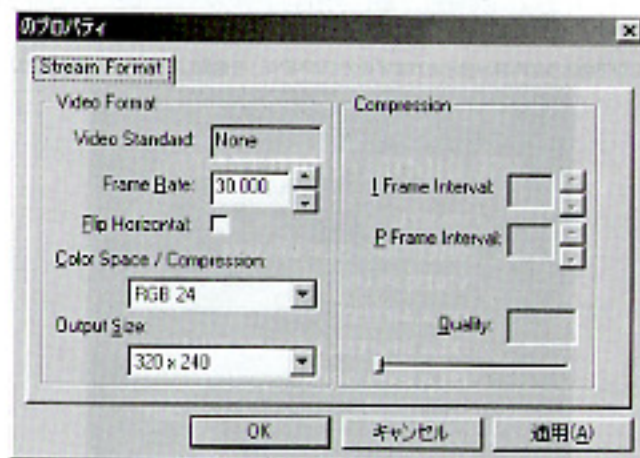 のプロパティ
Stream Format
Video Format
Video Standard: None
Frame Rate: 30.000
Flip Horizontal:
Color Space / Compression:
RGB 24
Output Size:
320 x 240
Compression
I Frame Interval:
P Frame Interval:
Quality:
OK
キャンセル
適用(A)